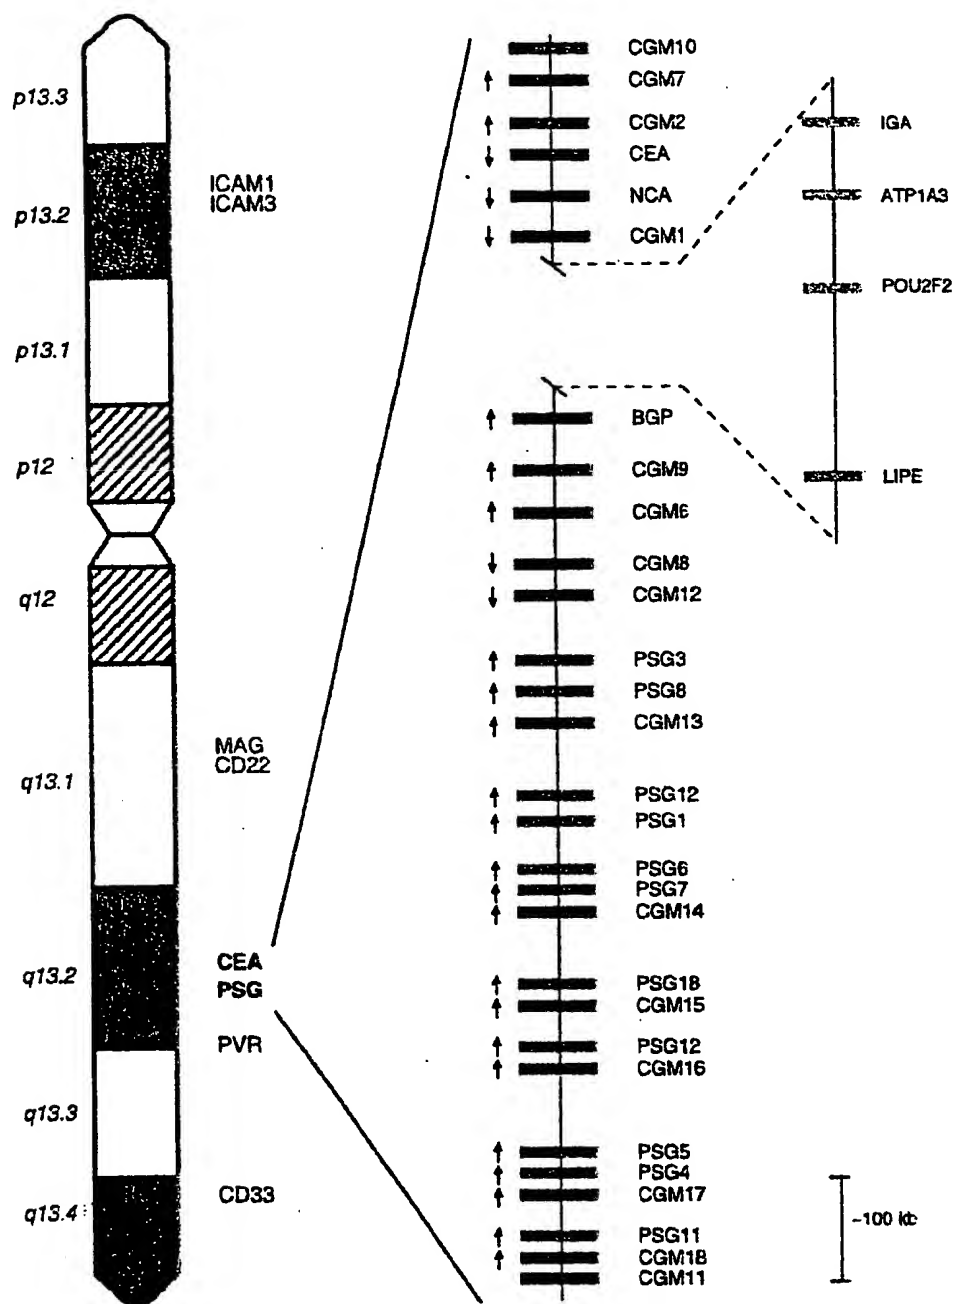 p13.3
p13.2
p13.1
p12
q12
q13.1
q13.2
q13.3
q13.4
ICAM1
ICAM3
MAG
CD22
CEA
PSG
PVR
CD33
CGM10
CGM7
CGM2
CEA
NCA
CGM1
BGP
CGM9
CGM6
CGM8
CGM12
PSG3
PSG8
CGM13
PSG12
PSG1
PSG6
PSG7
CGM14
PSG18
CGM15
PSG12
CGM16
PSG5
PSG4
CGM17
PSG11
CGM18
CGM11
IGA
ATP1A3
POU2F2
LIPE
~100 kb